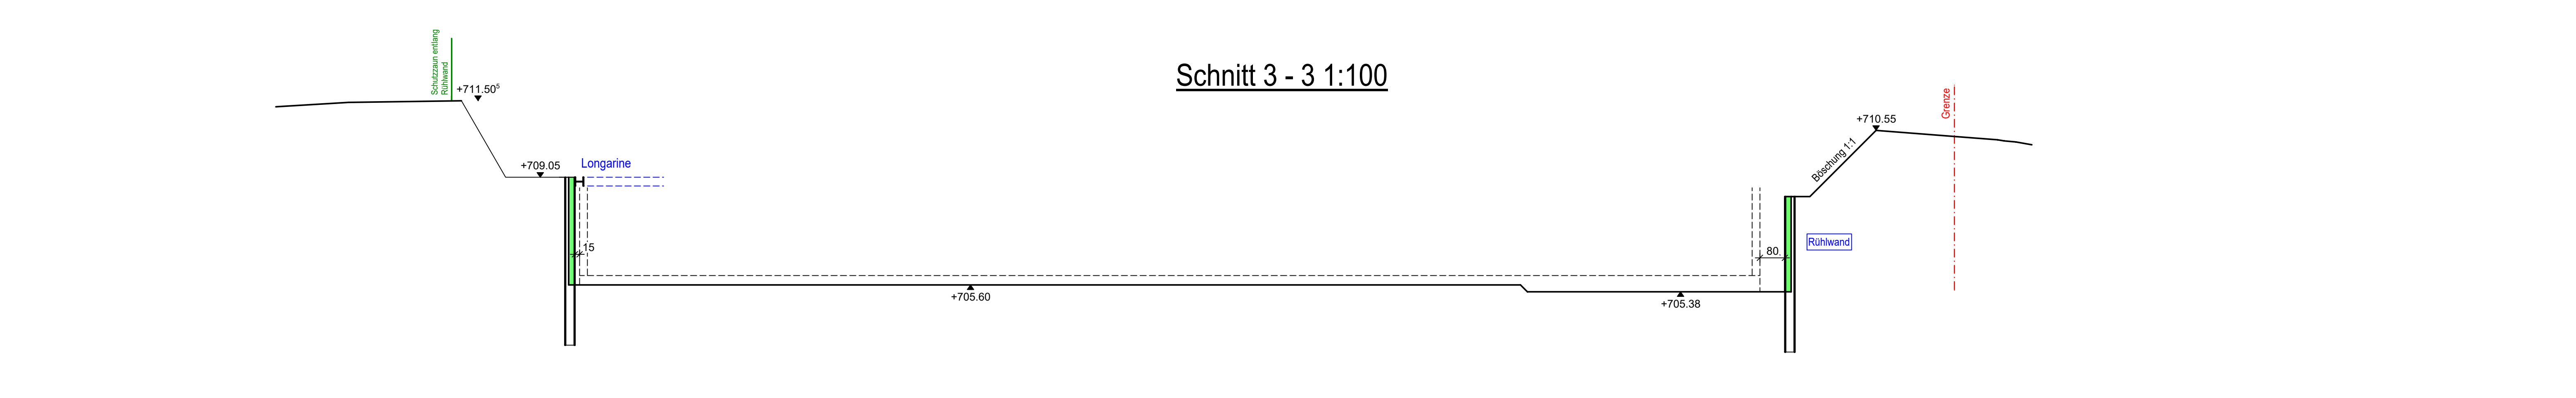 Schutzzaun entlang
Rühlwand
+711.50⁵
Schnitt 3 - 3 1:100
Grenze
+710.55
+709.05
Longarine
Böschung 1:1
Rühlwand
15
80
+705.60
+705.38